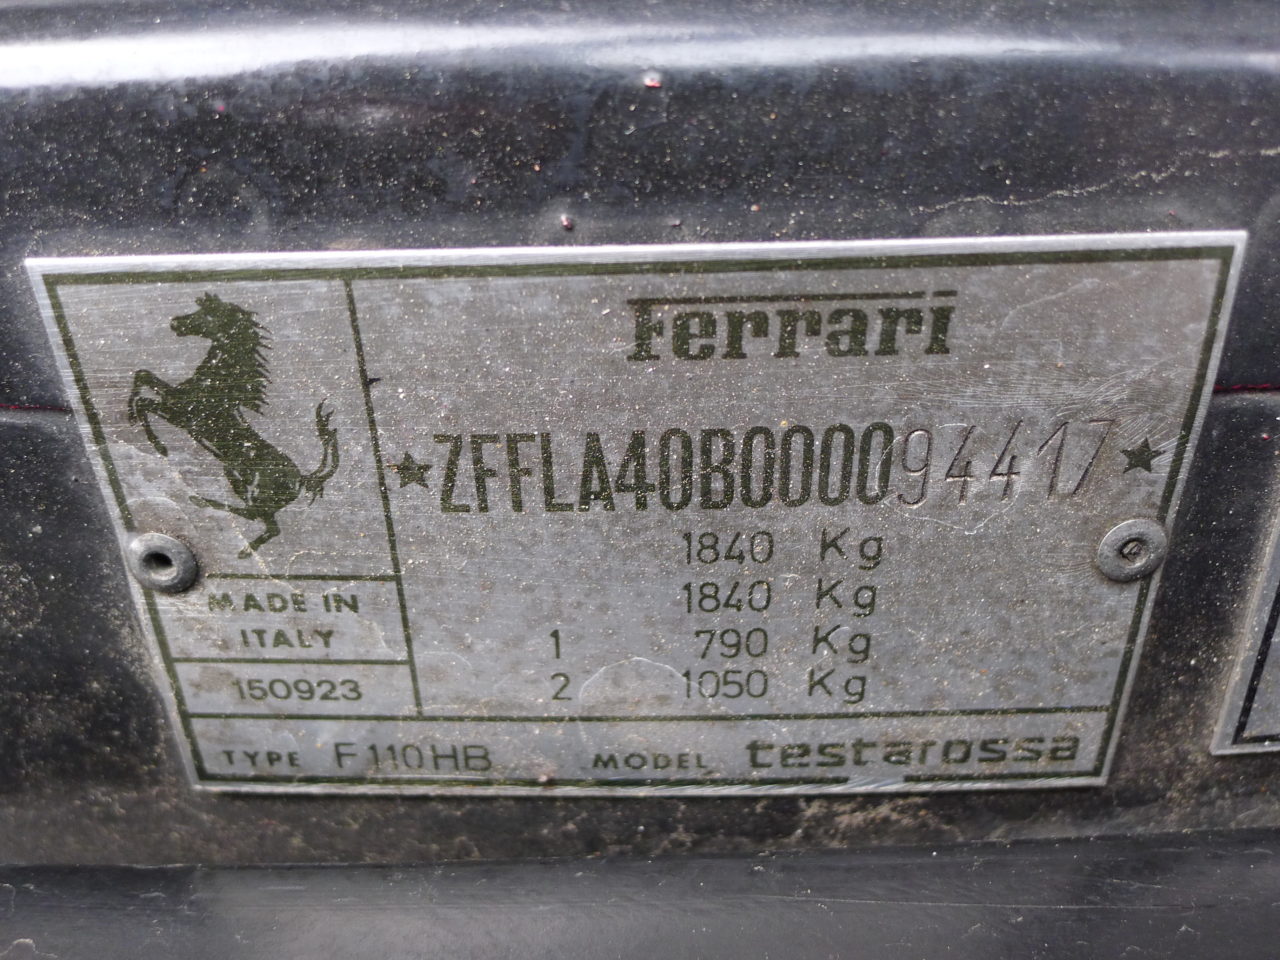 Ferrari
★ZFFLA40B000094417★
1840 Kg
1840 Kg
1 790 Kg
2 1050 Kg
MADE IN
ITALY
150923
TYPE F110HB MODEL testarossa